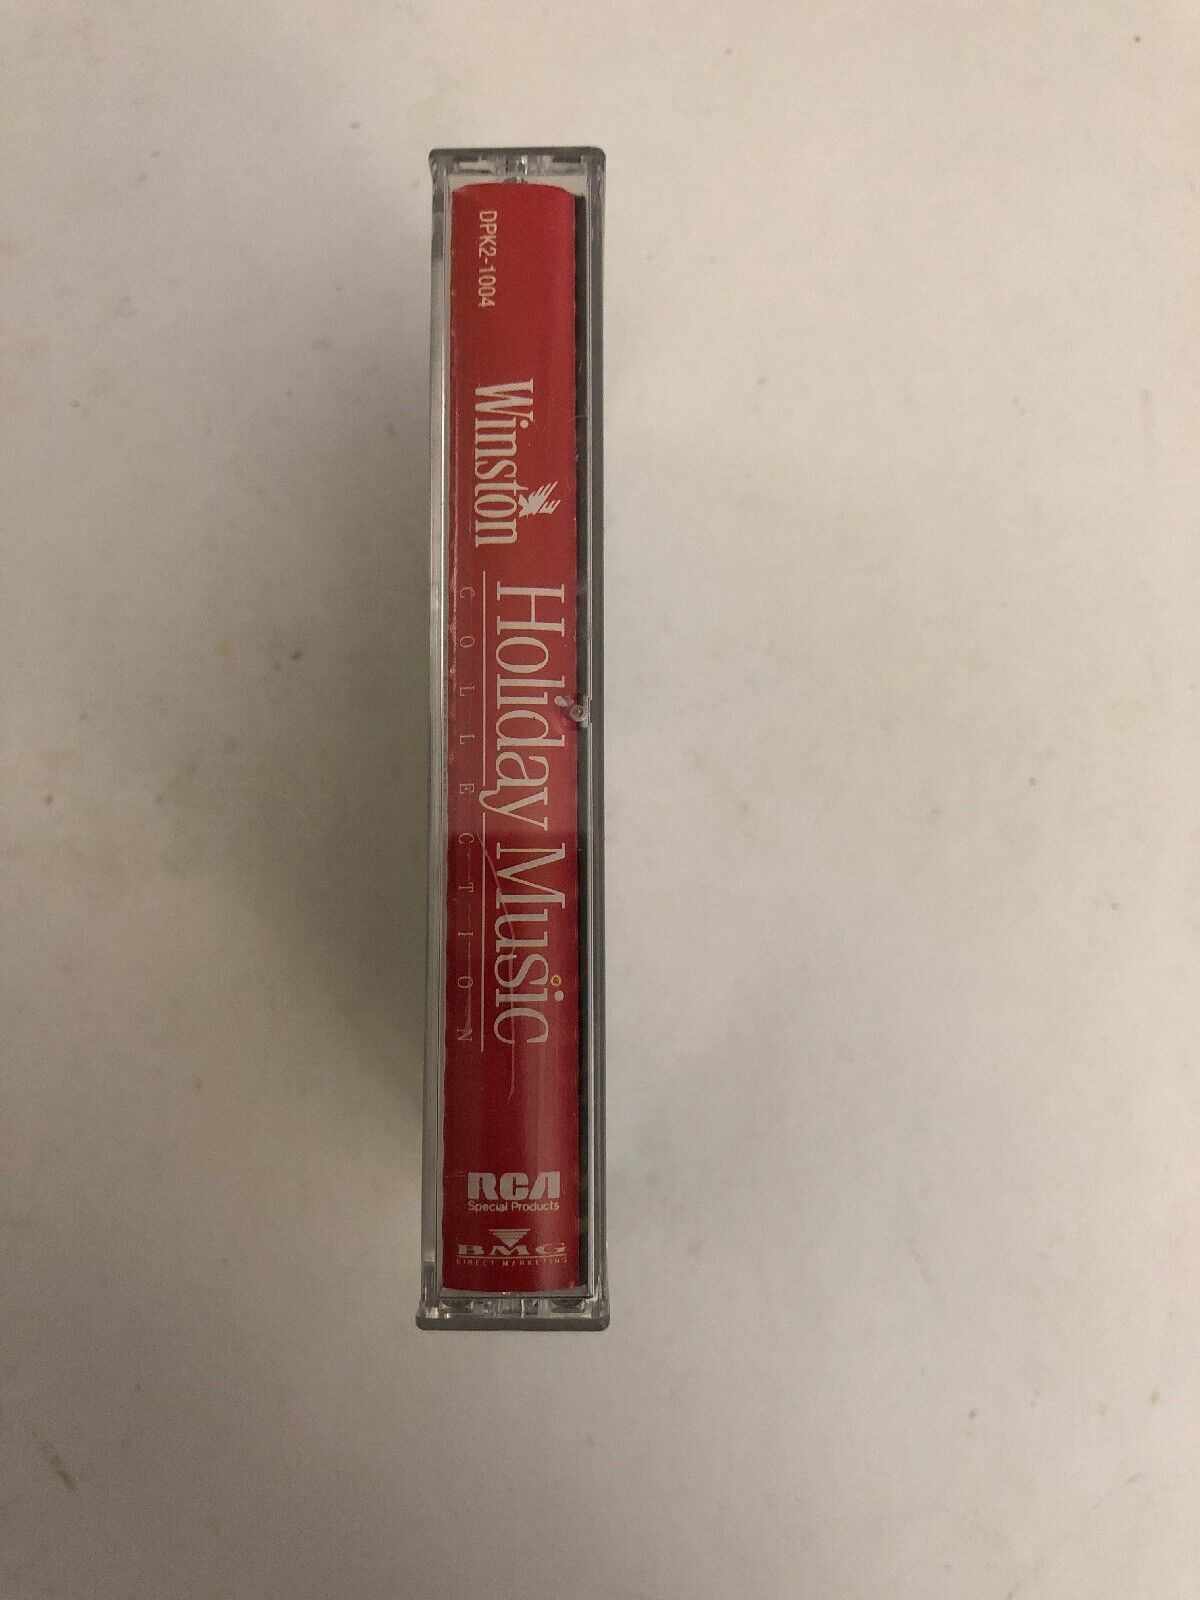 DPK2-1004
Winston
Holiday Music
COLLECTION
RCA
Special Products
BMG
DIRECT MARKETING